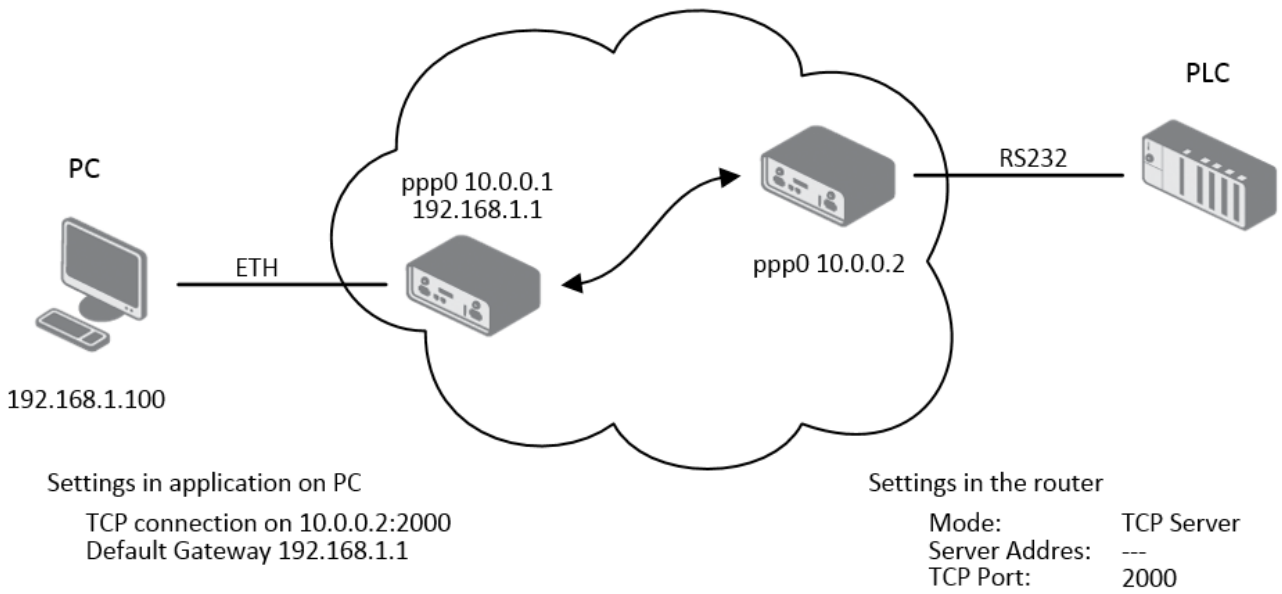 PLC
PC
RS232
ppp0 10.0.0.1
192.168.1.1
ETH
ppp0 10.0.0.2
192.168.1.100
Settings in application on PC
TCP connection on 10.0.0.2:2000
Default Gateway 192.168.1.1
Settings in the router
Mode: TCP Server
Server Addres: ---
TCP Port: 2000